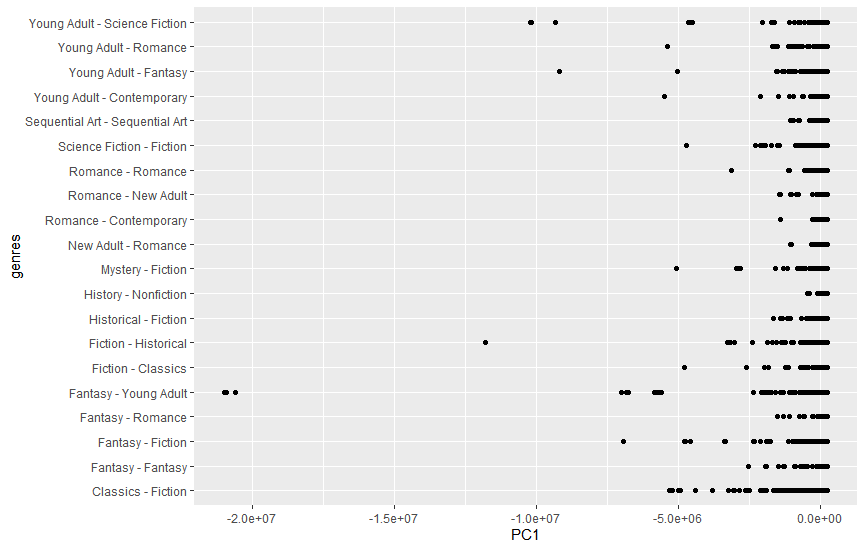 Young Adult - Science Fiction
Young Adult - Romance
Young Adult - Fantasy
Young Adult - Contemporary
Sequential Art - Sequential Art
Science Fiction - Fiction
Romance - Romance
Romance - New Adult
Romance - Contemporary
New Adult - Romance
Mystery - Fiction
History - Nonfiction
Historical - Fiction
Fiction - Historical
Fiction - Classics
Fantasy - Young Adult
Fantasy - Romance
Fantasy - Fiction
Fantasy - Fantasy
Classics - Fiction
genres
-2.0e+07 -1.5e+07 -1.0e+07 -5.0e+06 0.0e+00
PC1